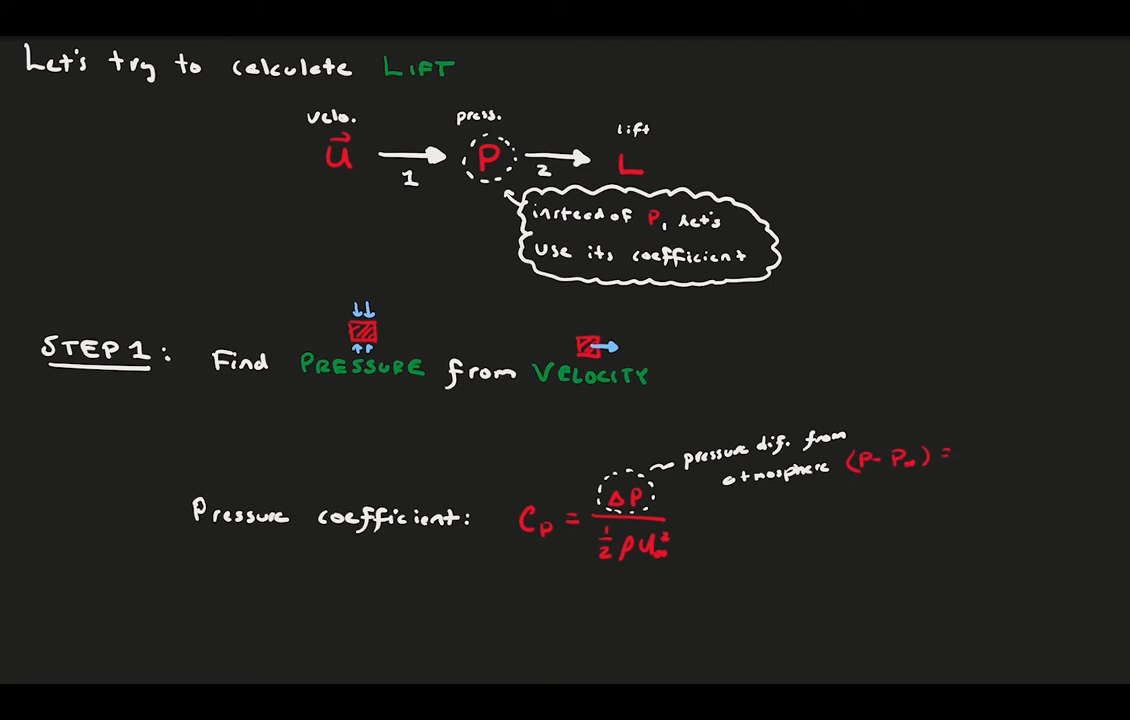 Let's try to calculate LIFT
velo. press. lift
u⃗ → P → L
1 2
instead of P, let's
use its coefficient
STEP 1: Find PRESSURE from VELOCITY
pressure dif. from
atmosphere (P - P∞) =
Pressure coefficient: Cp = ΔP / ½ ρ U∞²